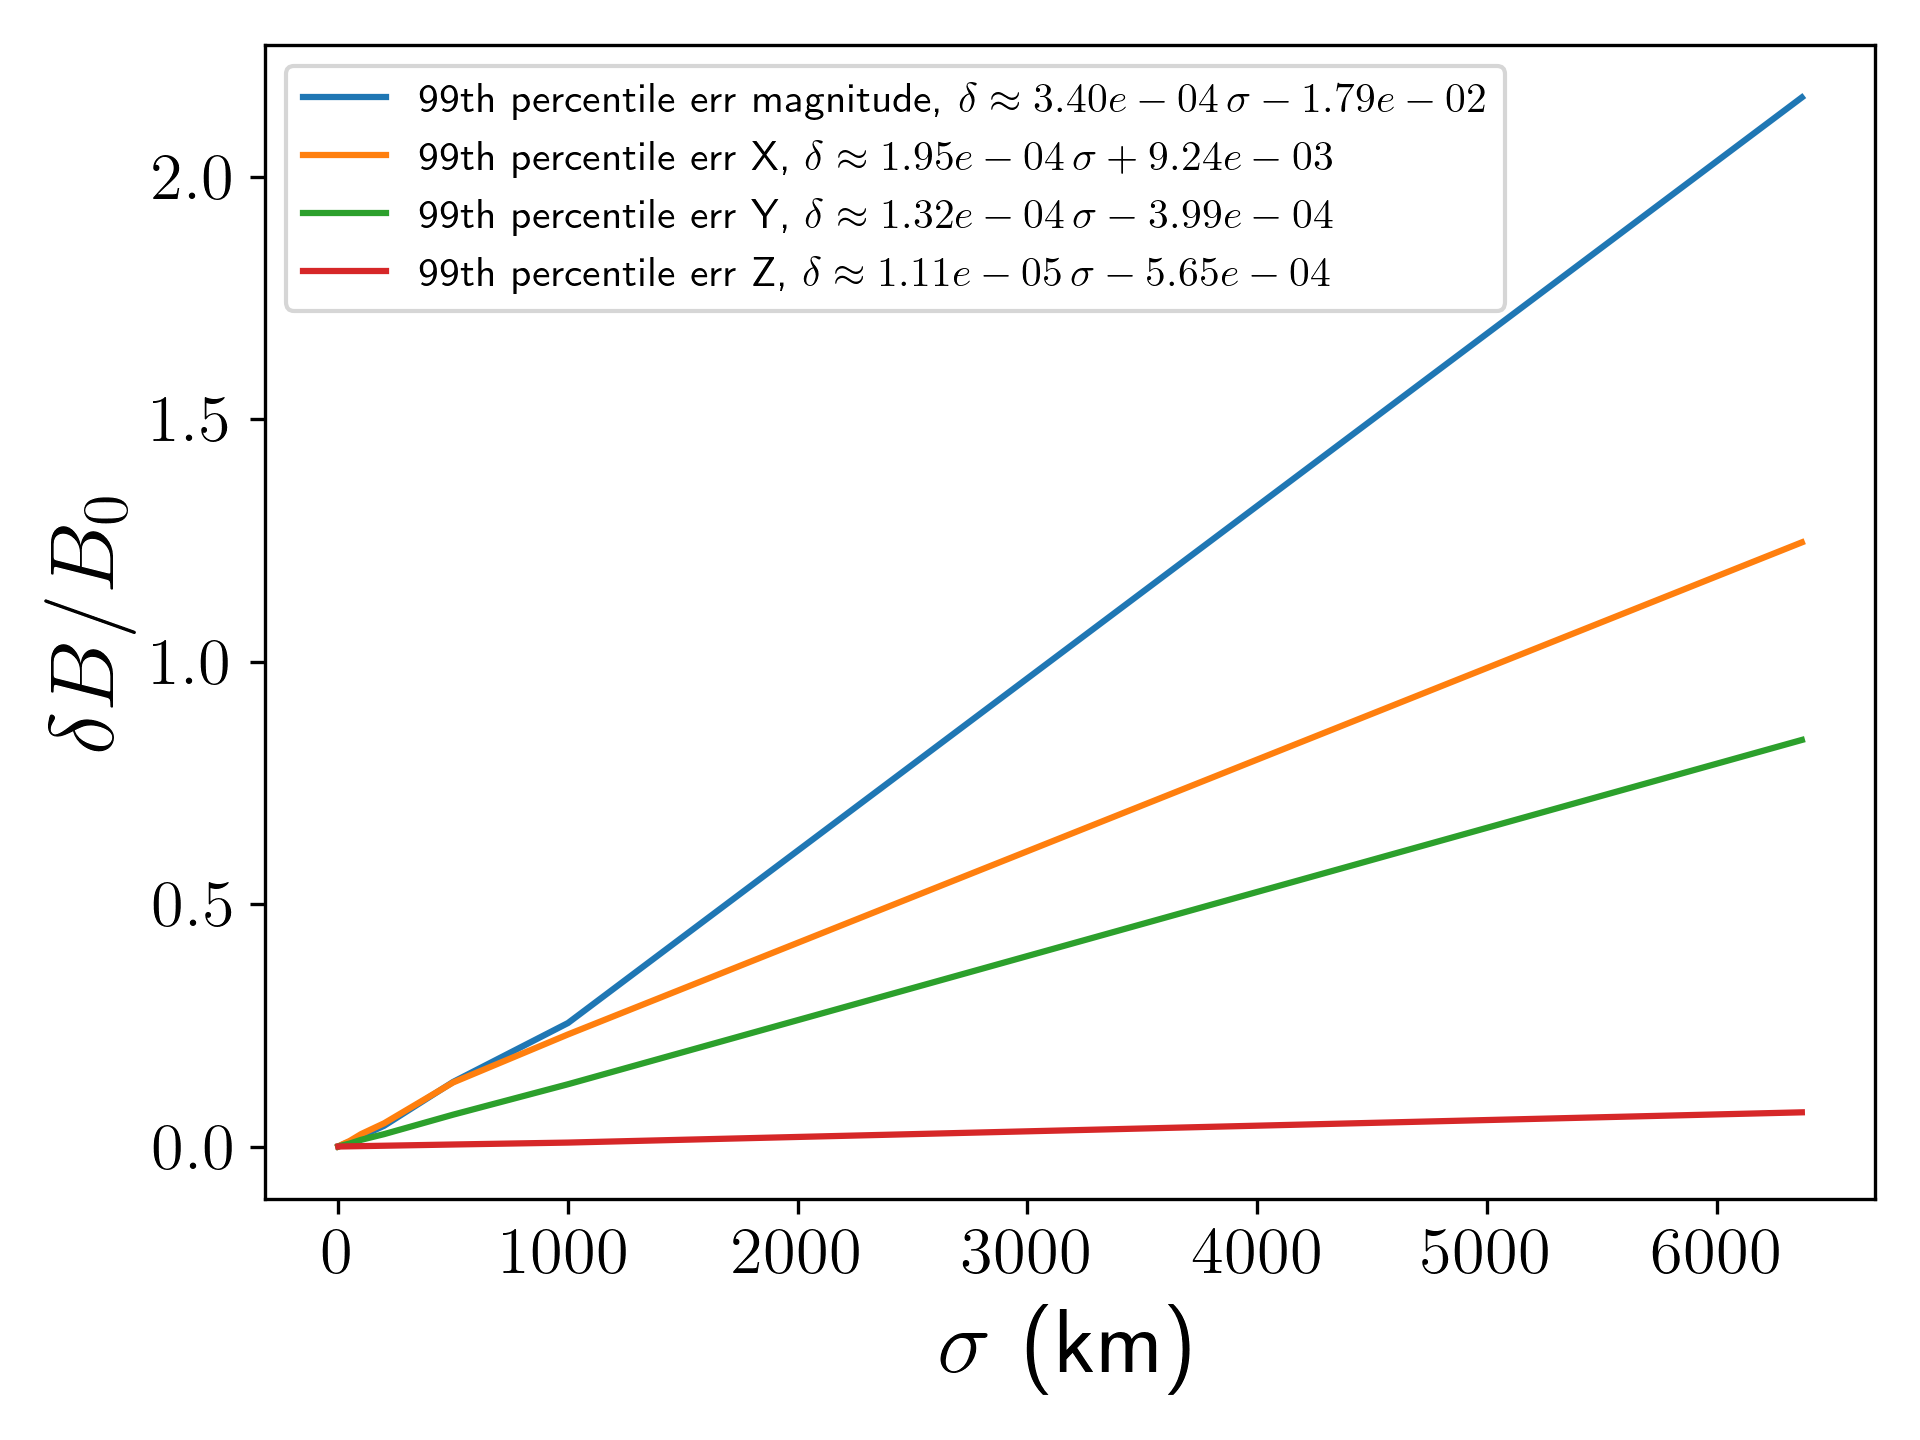 99th percentile err magnitude, δ ≈ 3.40e − 04 σ − 1.79e − 02
99th percentile err X, δ ≈ 1.95e − 04 σ + 9.24e − 03
99th percentile err Y, δ ≈ 1.32e − 04 σ − 3.99e − 04
99th percentile err Z, δ ≈ 1.11e − 05 σ − 5.65e − 04
2.0
1.5
1.0
0.5
0.0
δB/B₀
0 1000 2000 3000 4000 5000 6000
σ (km)